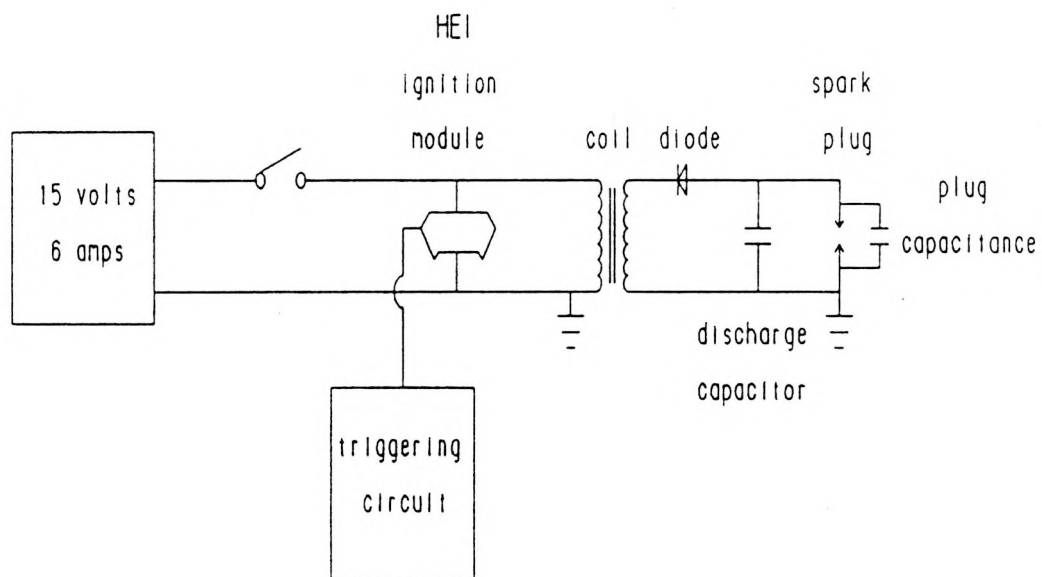 HEI
ignition
module
spark
plug
coil
diode
15 volts
6 amps
plug
capacitance
discharge
capacitor
triggering
circuit